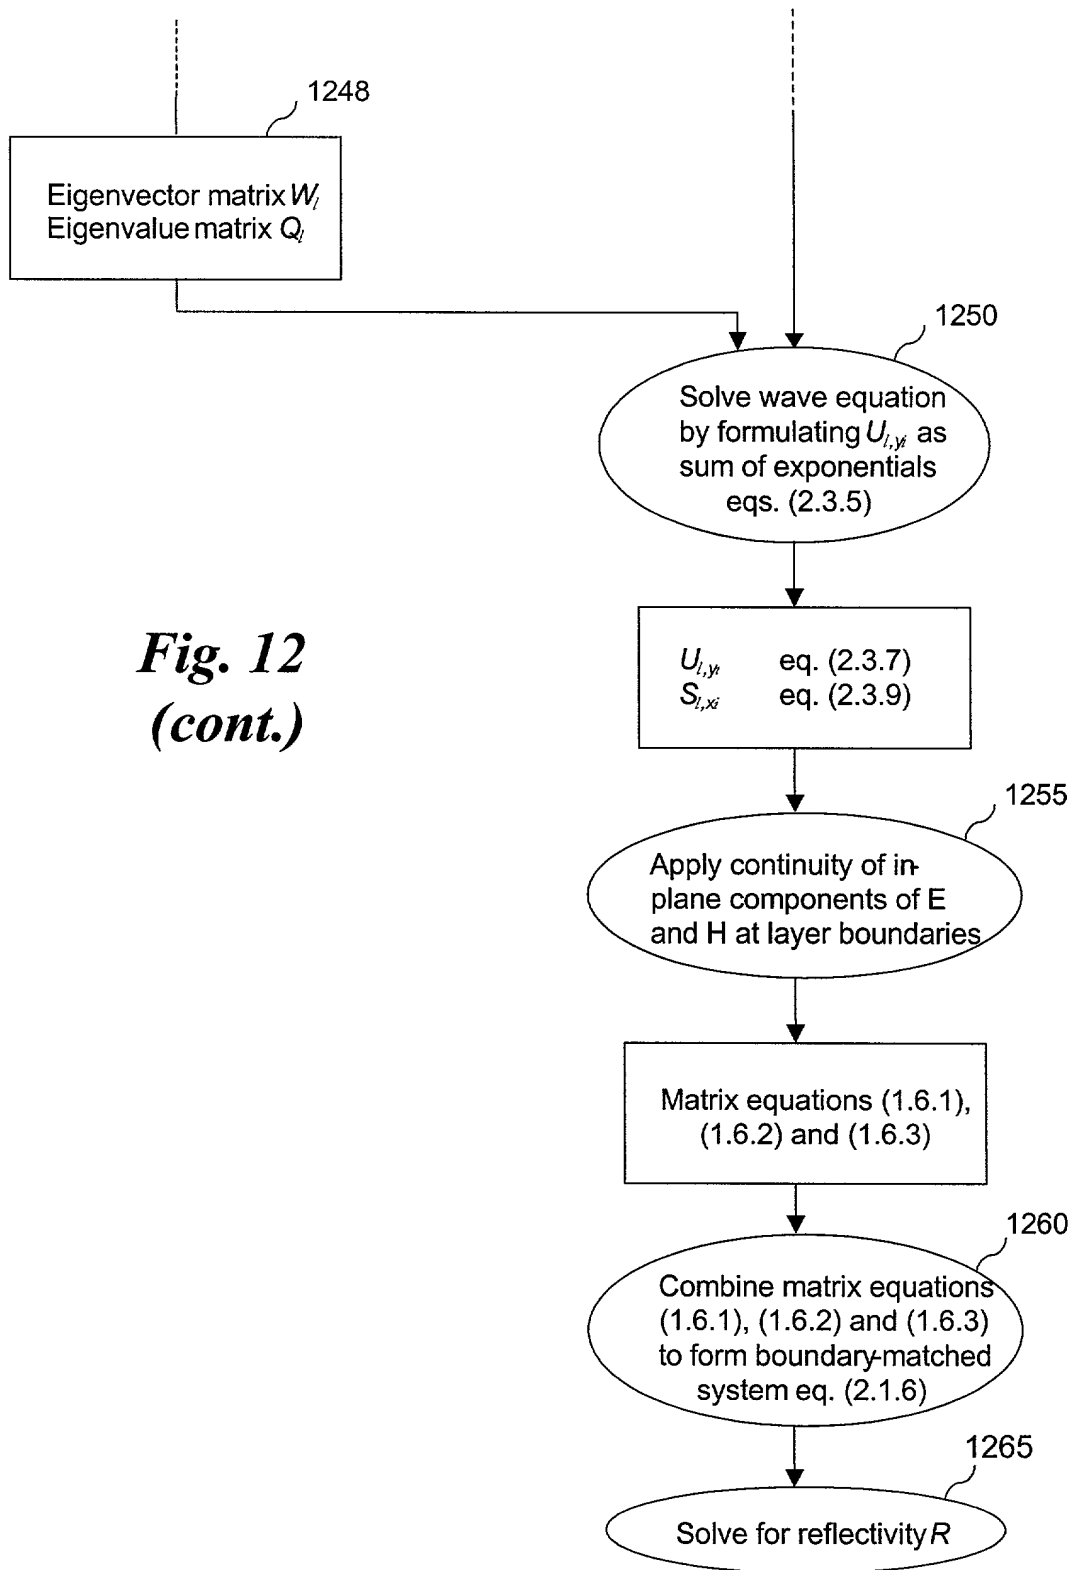 1248
Eigenvector matrix W_l
Eigenvalue matrix Q_l
1250
Solve wave equation
by formulating U_{l,yi} as
sum of exponentials
eqs. (2.3.5)
Fig. 12
(cont.)
U_{l,yi} eq. (2.3.7)
S_{l,xi} eq. (2.3.9)
1255
Apply continuity of in-
plane components of E
and H at layer boundaries
Matrix equations (1.6.1),
(1.6.2) and (1.6.3)
1260
Combine matrix equations
(1.6.1), (1.6.2) and (1.6.3)
to form boundary-matched
system eq. (2.1.6)
1265
Solve for reflectivity R